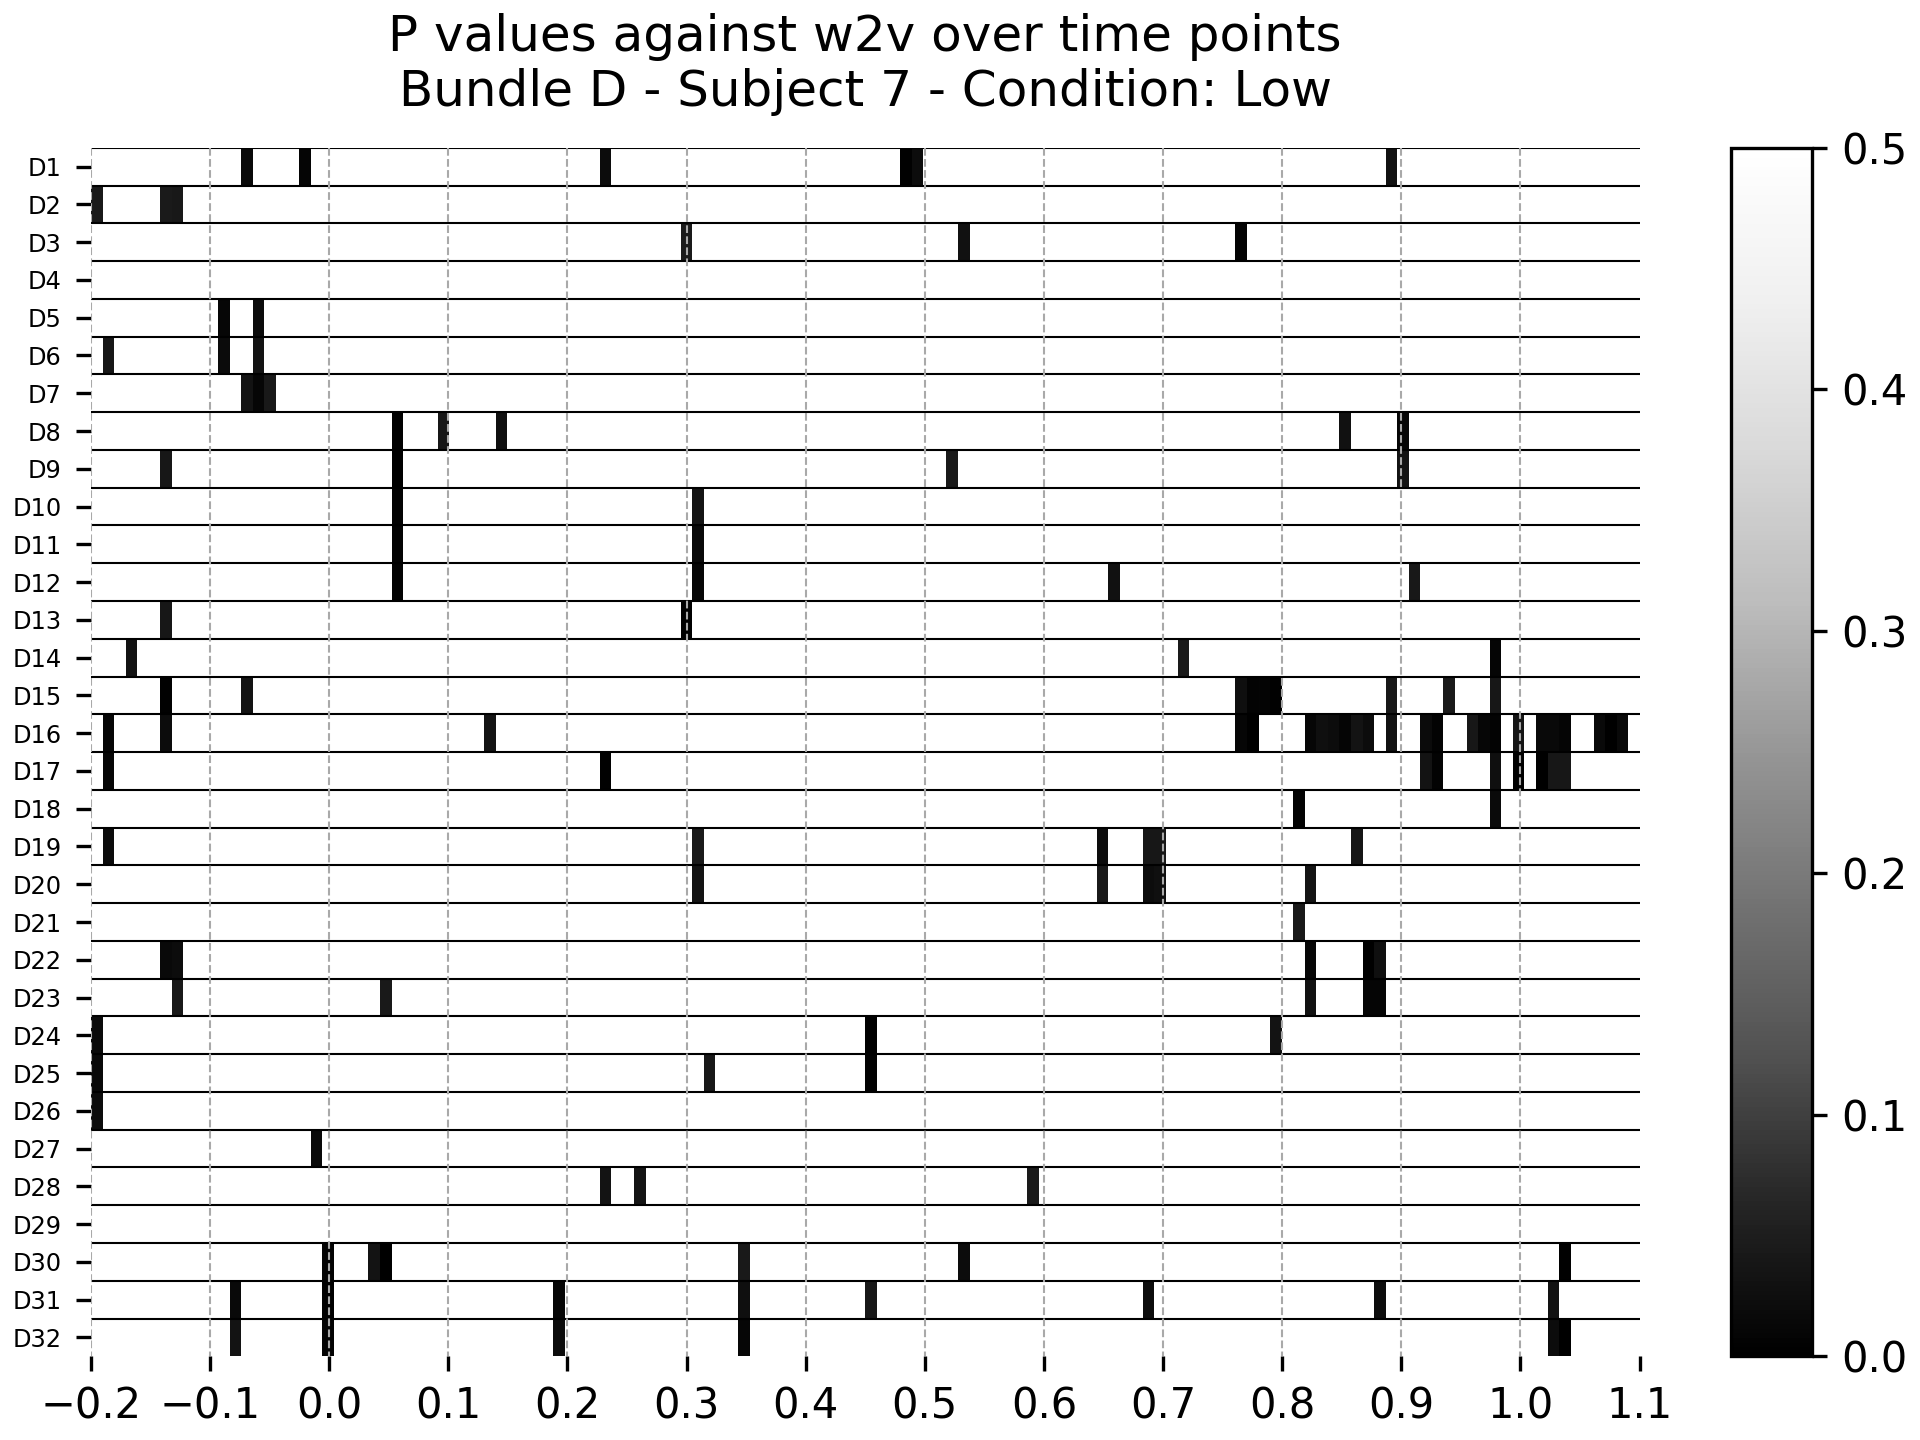 P values against w2v over time points
Bundle D - Subject 7 - Condition: Low
D1
D2
D3
D4
D5
D6
D7
D8
D9
D10
D11
D12
D13
D14
D15
D16
D17
D18
D19
D20
D21
D22
D23
D24
D25
D26
D27
D28
D29
D30
D31
D32
−0.2 −0.1 0.0 0.1 0.2 0.3 0.4 0.5 0.6 0.7 0.8 0.9 1.0 1.1
0.5
0.4
0.3
0.2
0.1
0.0